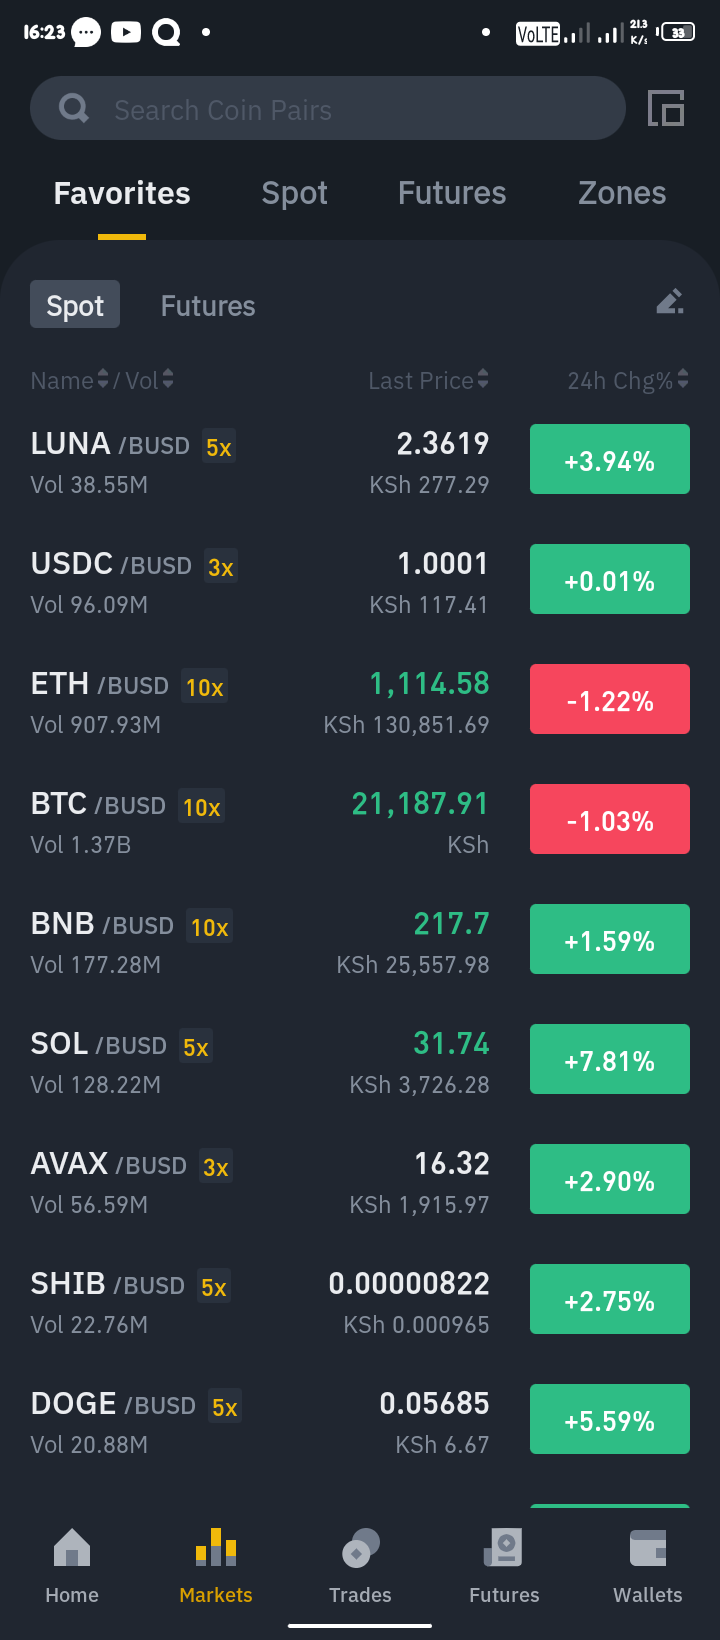 16:23 VoLTE 21.3 K/s 33
Search Coin Pairs
Favorites Spot Futures Zones
Spot Futures
Name / Vol Last Price 24h Chg%
LUNA /BUSD 5x 2.3619 +3.94%
Vol 38.55M KSh 277.29
USDC /BUSD 3x 1.0001 +0.01%
Vol 96.09M KSh 117.41
ETH /BUSD 10x 1,114.58 -1.22%
Vol 907.93M KSh 130,851.69
BTC /BUSD 10x 21,187.91 -1.03%
Vol 1.37B KSh
BNB /BUSD 10x 217.7 +1.59%
Vol 177.28M KSh 25,557.98
SOL /BUSD 5x 31.74 +7.81%
Vol 128.22M KSh 3,726.28
AVAX /BUSD 3x 16.32 +2.90%
Vol 56.59M KSh 1,915.97
SHIB /BUSD 5x 0.00000822 +2.75%
Vol 22.76M KSh 0.000965
DOGE /BUSD 5x 0.05685 +5.59%
Vol 20.88M KSh 6.67
Home Markets Trades Futures Wallets